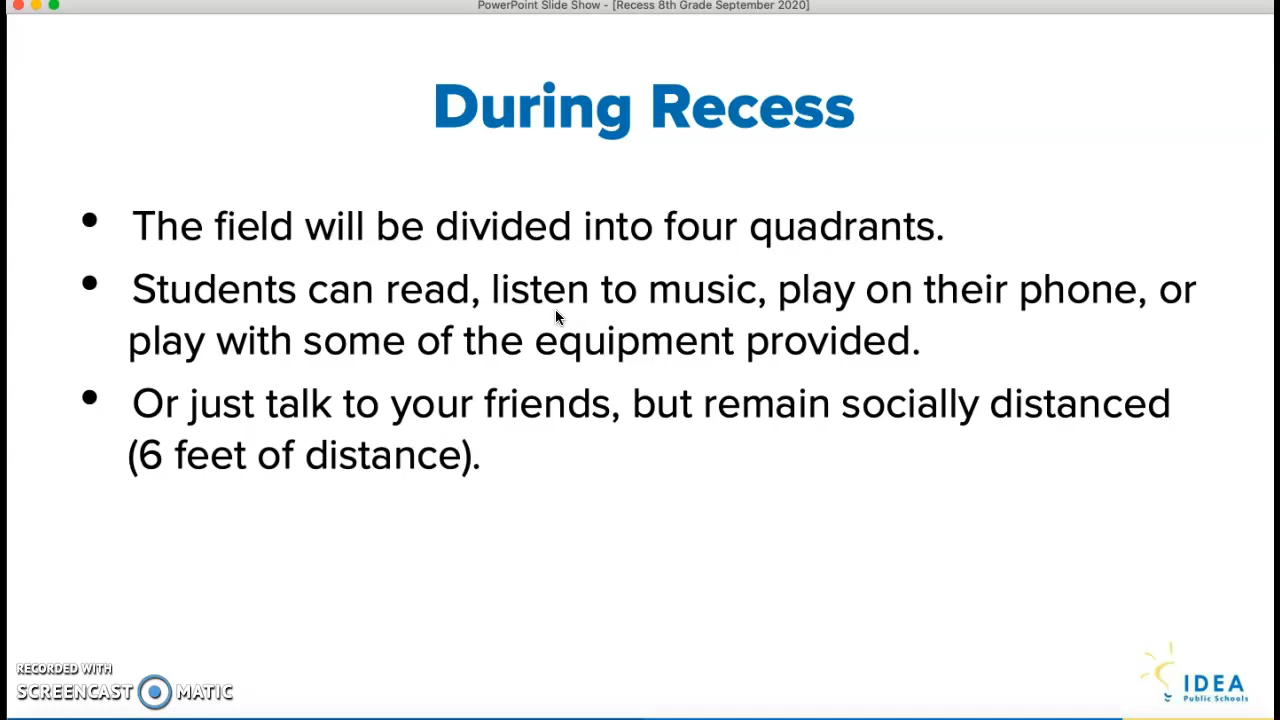 PowerPoint Slide Show - [Recess 8th Grade September 2020]
During Recess
• The field will be divided into four quadrants.
• Students can read, listen to music, play on their phone, or
play with some of the equipment provided.
• Or just talk to your friends, but remain socially distanced
(6 feet of distance).
RECORDED WITH
SCREENCAST MATIC
IDEA
Public Schools